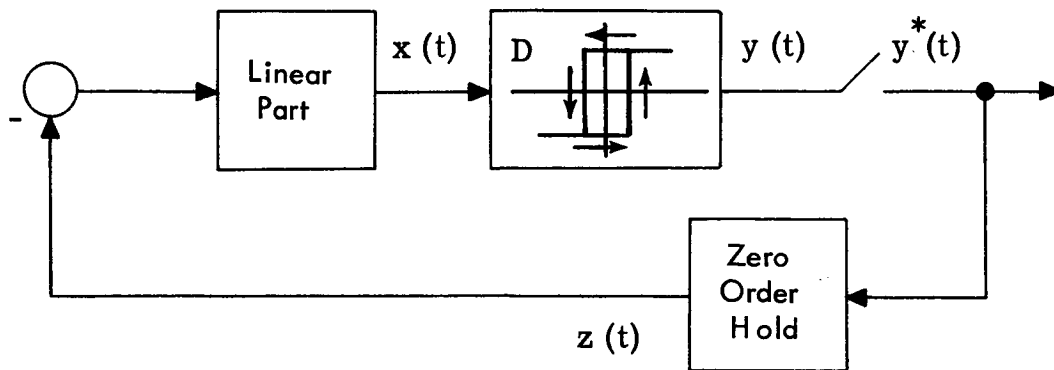 x (t)
Linear
Part
D
y (t)
y*(t)
-
Zero
Order
Hold
z (t)